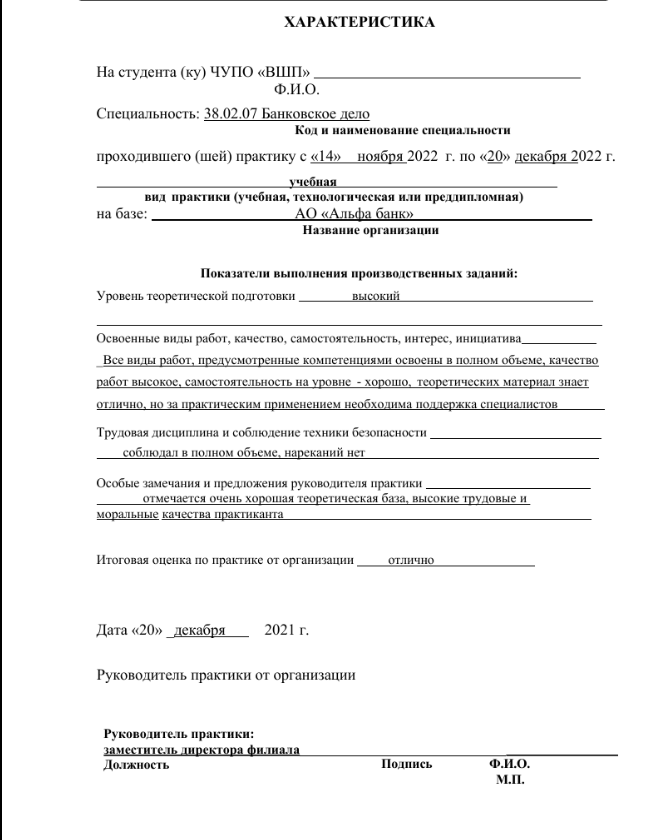 ХАРАКТЕРИСТИКА
На студента (ку) ЧУПО «ВШП»
Ф.И.О.
Специальность: 38.02.07 Банковское дело
Код и наименование специальности
проходившего (шей) практику с «14» ноября 2022 г. по «20» декабря 2022 г.
учебная
вид практики (учебная, технологическая или преддипломная)
на базе: АО «Альфа банк»
Название организации
Показатели выполнения производственных заданий:
Уровень теоретической подготовки высокий
Освоенные виды работ, качество, самостоятельность, интерес, инициатива
Все виды работ, предусмотренные компетенциями освоены в полном объеме, качество
работ высокое, самостоятельность на уровне - хорошо, теоретических материал знает
отлично, но за практическим применением необходима поддержка специалистов
Трудовая дисциплина и соблюдение техники безопасности
соблюдал в полном объеме, нареканий нет
Особые замечания и предложения руководителя практики
отмечается очень хорошая теоретическая база, высокие трудовые и
моральные качества практиканта
Итоговая оценка по практике от организации отлично
Дата «20» декабря 2021 г.
Руководитель практики от организации
Руководитель практики:
заместитель директора филиала
Должность Подпись Ф.И.О.
М.П.